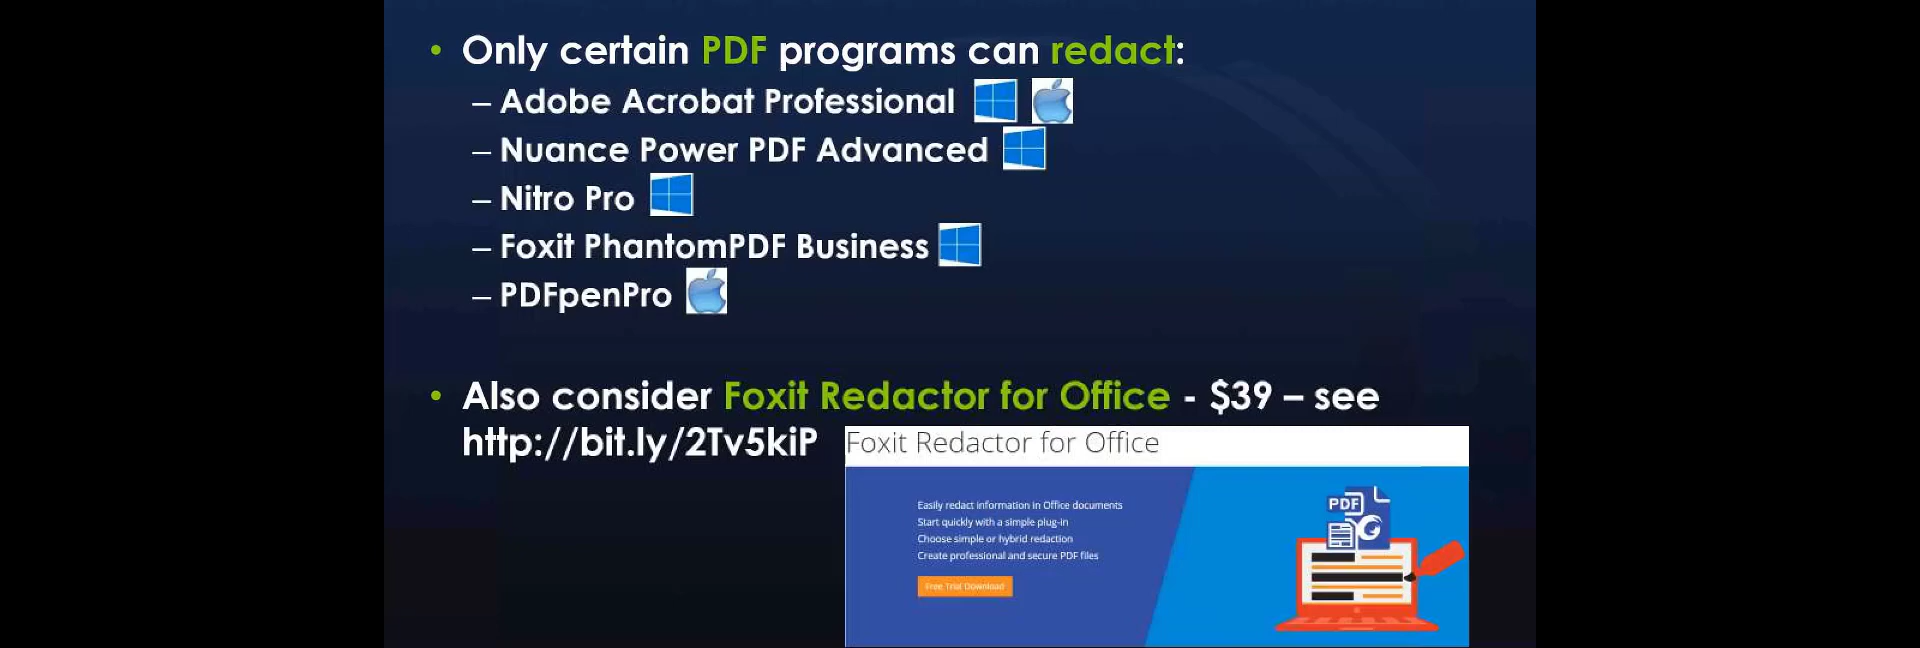 • Only certain PDF programs can redact:
– Adobe Acrobat Professional
– Nuance Power PDF Advanced
– Nitro Pro
– Foxit PhantomPDF Business
– PDFpenPro
• Also consider Foxit Redactor for Office - $39 – see
http://bit.ly/2Tv5kiP
Foxit Redactor for Office
Easily redact information in Office documents
Start quickly with a simple plug-in
Choose simple or hybrid redaction
Create professional and secure PDF files
Free Trial Download
PDF